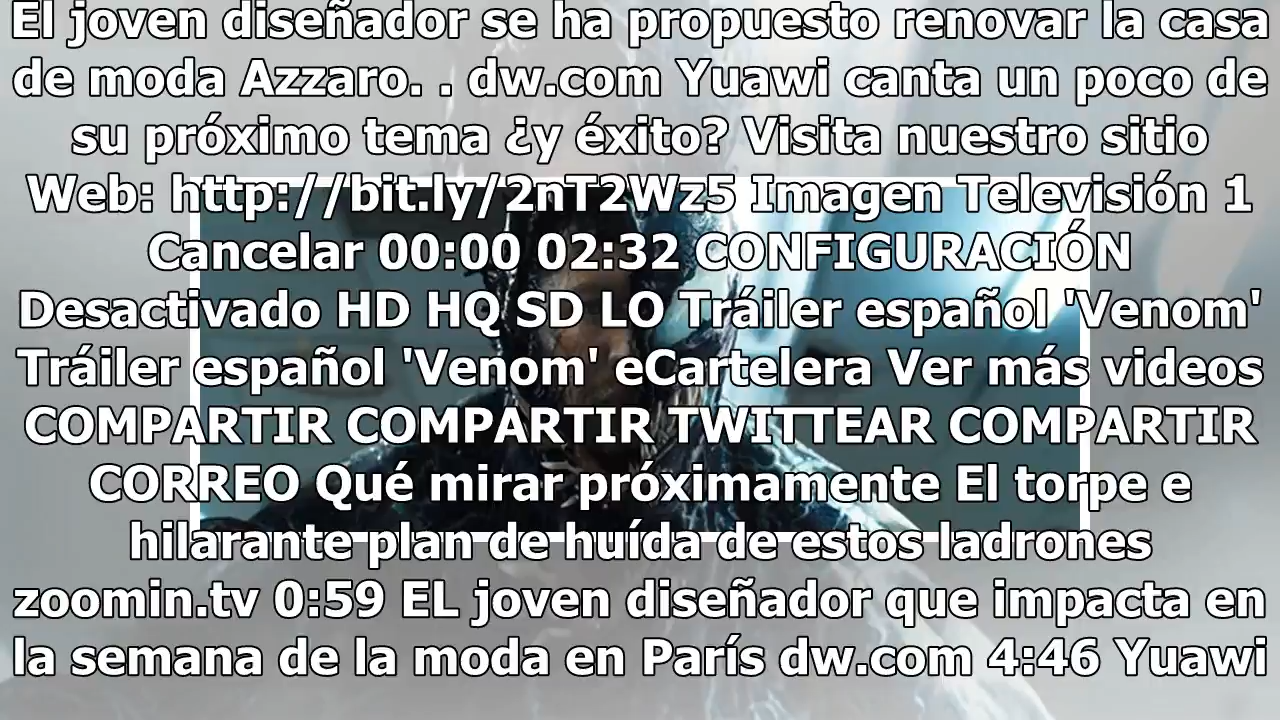 El joven diseñador se ha propuesto renovar la casa
de moda Azzaro. . dw.com Yuawi canta un poco de
su próximo tema ¿y éxito? Visita nuestro sitio
Web: http://bit.ly/2nT2Wz5 Imagen Televisión 1
Cancelar 00:00 02:32 CONFIGURACIÓN
Desactivado HD HQ SD LO Tráiler español 'Venom'
Tráiler español 'Venom' eCartelera Ver más videos
COMPARTIR COMPARTIR TWITTEAR COMPARTIR
CORREO Qué mirar próximamente El torpe e
hilarante plan de huída de estos ladrones
zoomin.tv 0:59 EL joven diseñador que impacta en
la semana de la moda en París dw.com 4:46 Yuawi